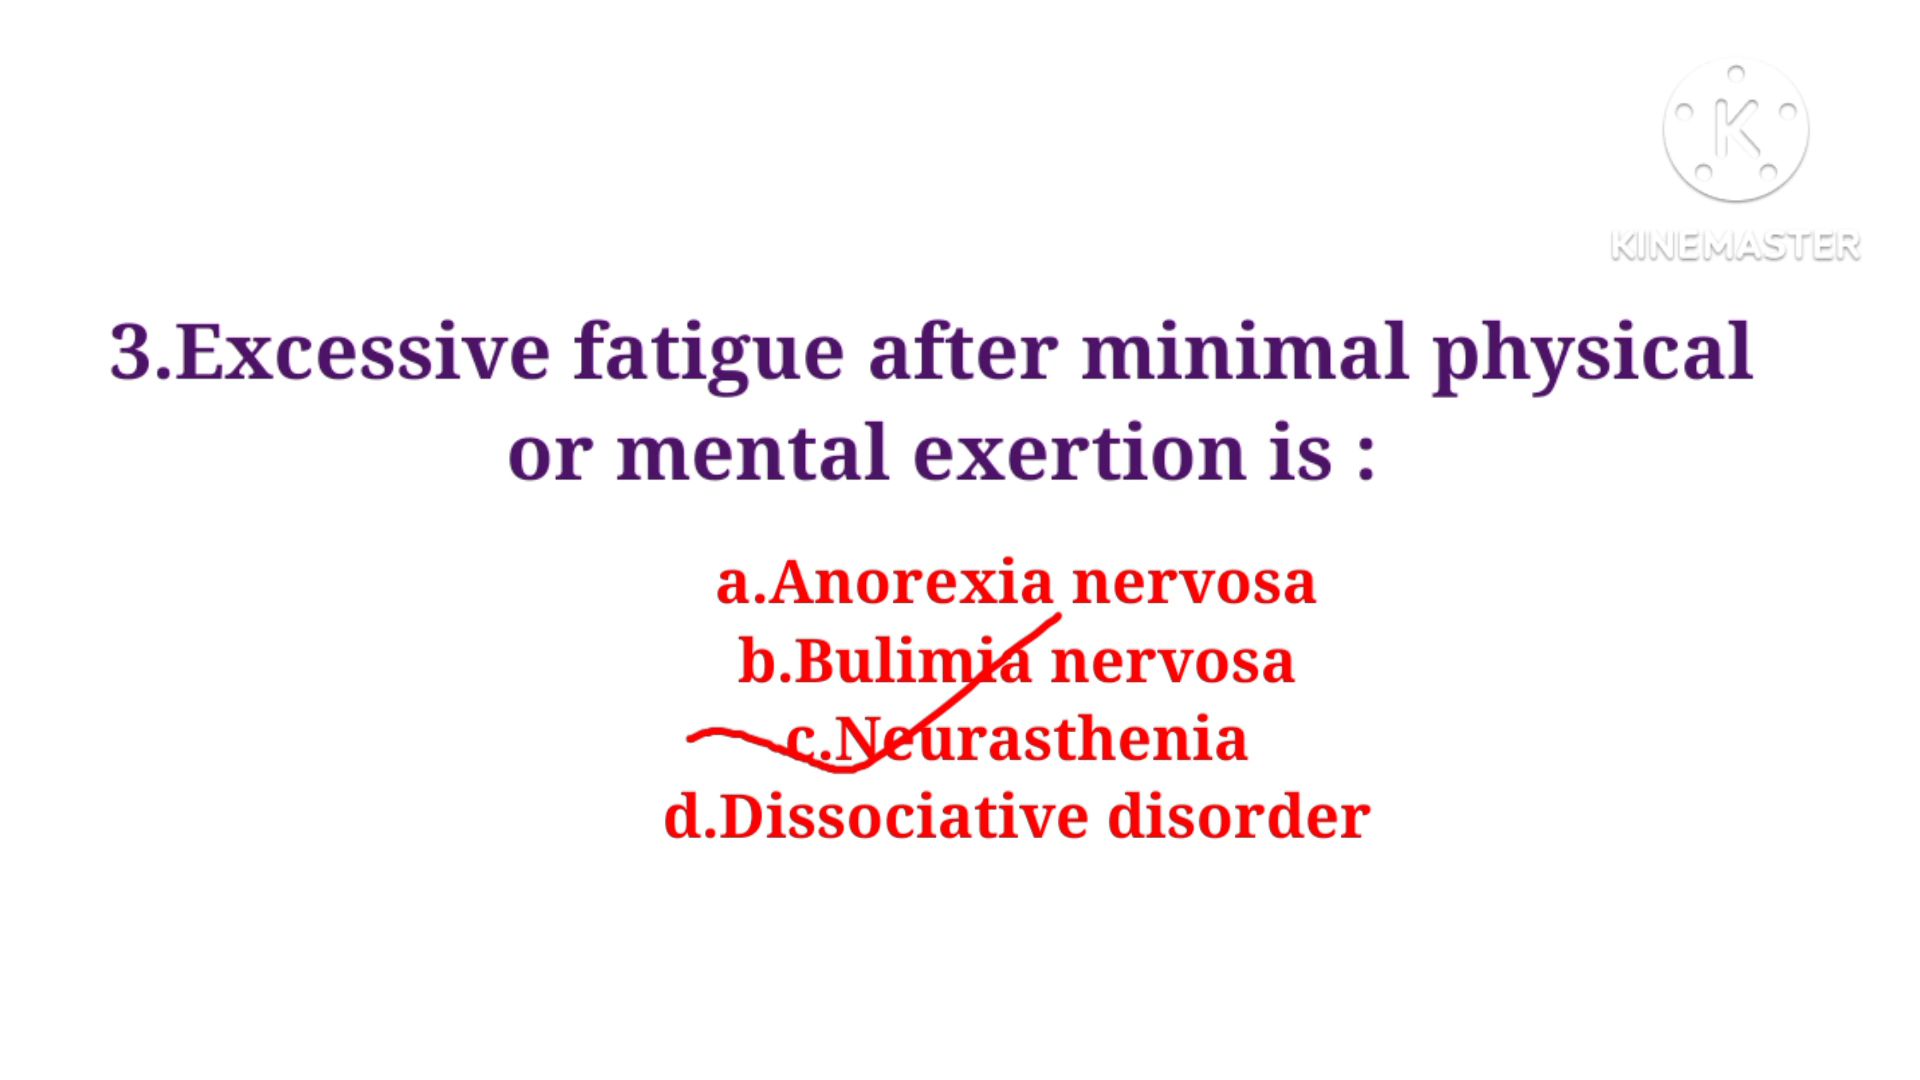 K
KINEMASTER
3.Excessive fatigue after minimal physical
or mental exertion is :
a.Anorexia nervosa
b.Bulimia nervosa
c.Neurasthenia
d.Dissociative disorder